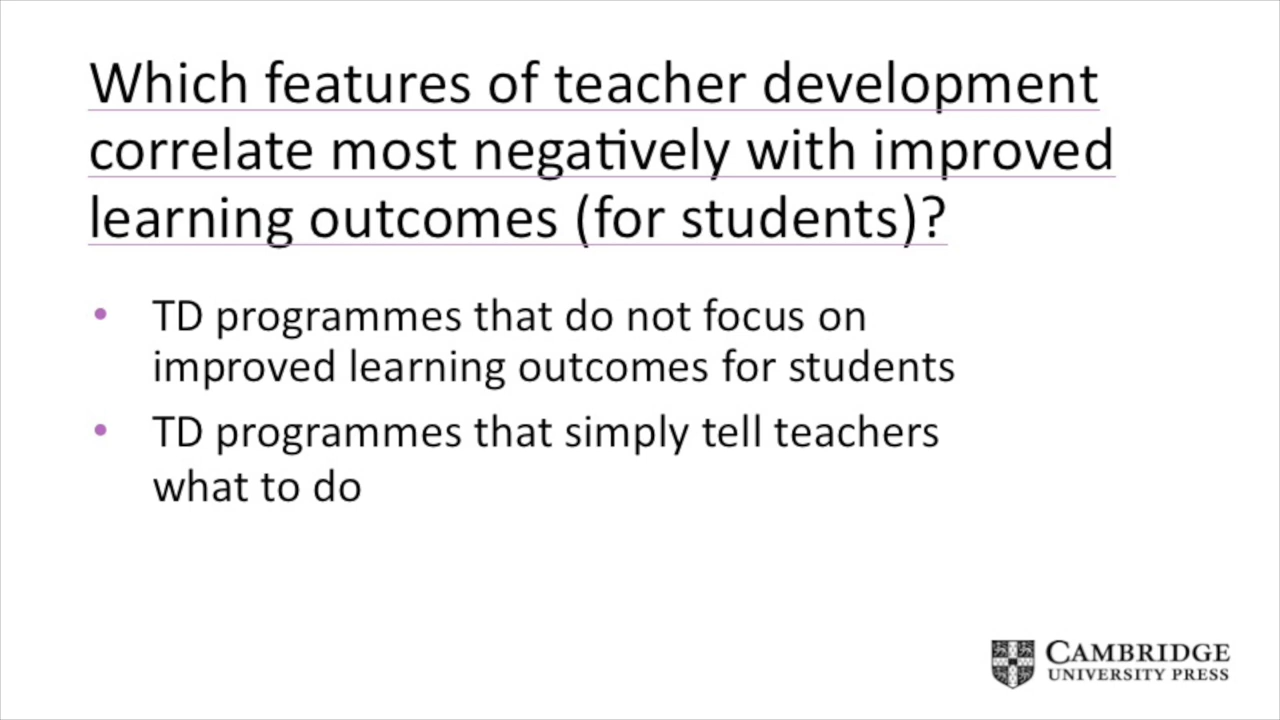 Which features of teacher development
correlate most negatively with improved
learning outcomes (for students)?
• TD programmes that do not focus on
improved learning outcomes for students
• TD programmes that simply tell teachers
what to do
CAMBRIDGE
UNIVERSITY PRESS